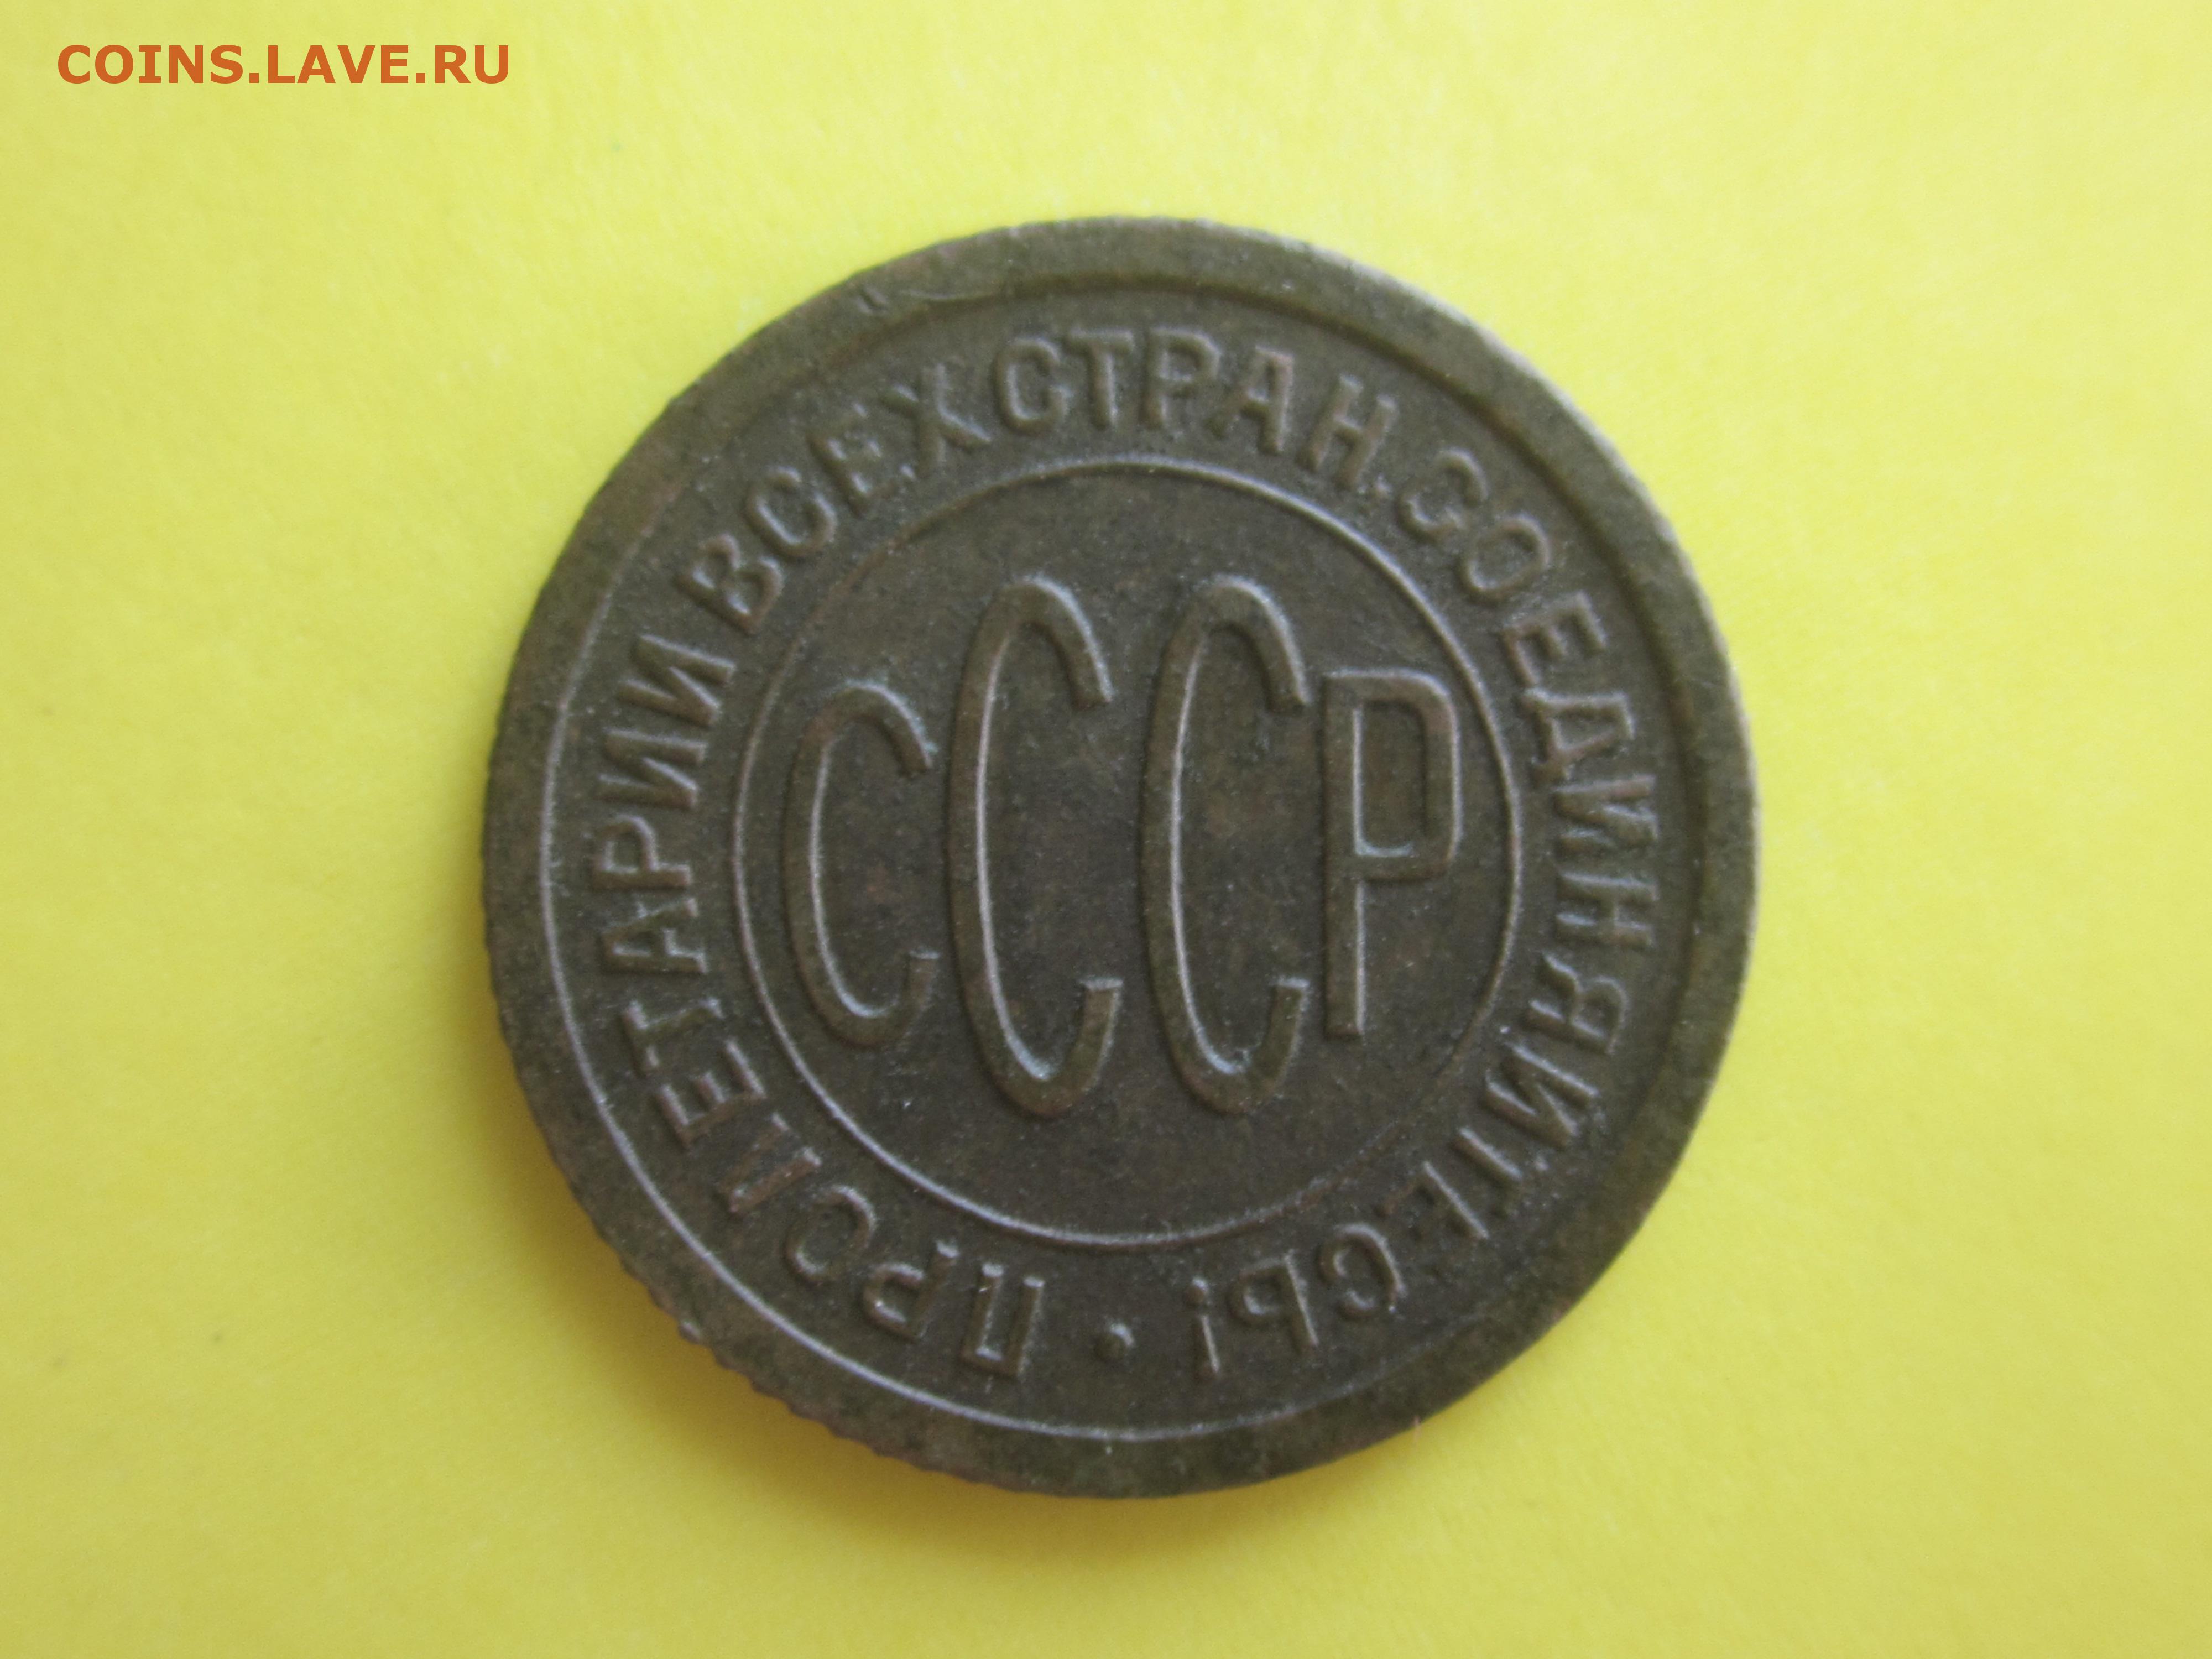 COINS.LAVE.RU
ПРОЛЕТАРИИ ВСЕХ СТРАН, СОЕДИНЯЙТЕСЬ!
СССР